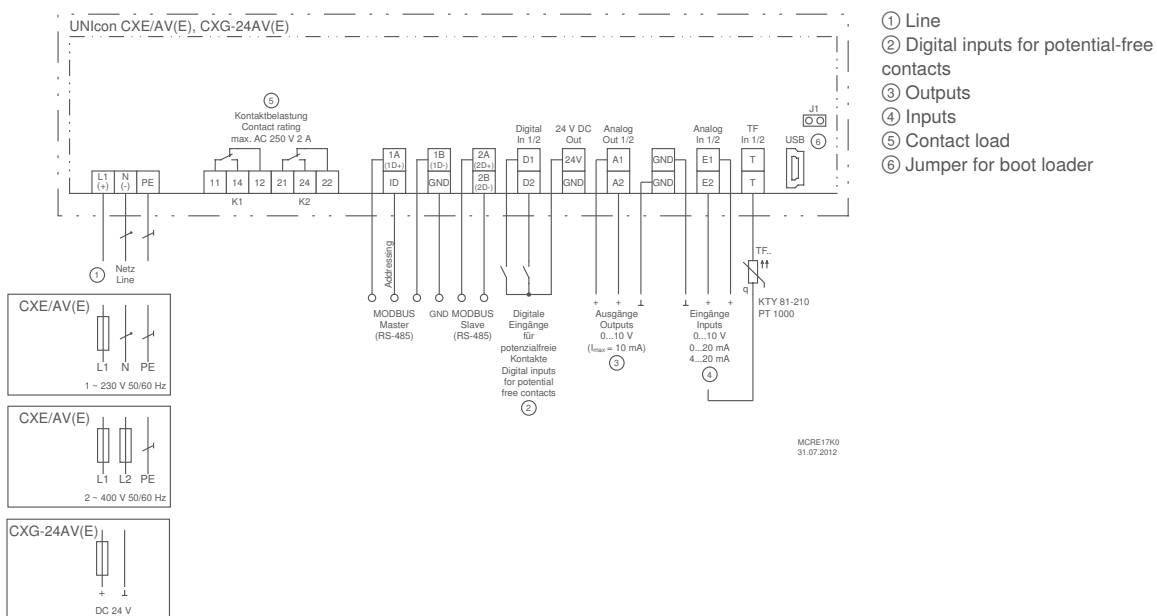 UNIcon CXE/AV(E), CXG-24AV(E)
① Line
② Digital inputs for potential-free
contacts
③ Outputs
④ Inputs
⑤ Contact load
⑥ Jumper for boot loader
⑤
Kontaktbelastung
Contact rating
max. AC 250 V 2 A
Digital
In 1/2
24 V DC
Out
Analog
Out 1/2
Analog
In 1/2
TF
In 1/2
USB
J1
⑥
L1
(+)
N
(-)
PE
11 14 12 21 24 22
K1 K2
1A
(1D+)
ID
1B
(1D-)
GND
2A
(2D+)
2B
(2D-)
D1
D2
24V
GND
A1
A2
GND
GND
E1
E2
T
T
① Netz
Line
Addressing
MODBUS
Master
(RS-485)
GND
MODBUS
Slave
(RS-485)
Digitale
Eingänge
für
potenzialfreie
Kontakte
Digital inputs
for potential
free contacts
②
+ + ⊥
Ausgänge
Outputs
0...10 V
(Imax = 10 mA)
③
⊥ + +
Eingänge
Inputs
0...10 V
0...20 mA
4...20 mA
④
TF..
q
KTY 81-210
PT 1000
MCRE17K0
31.07.2012
CXE/AV(E)
L1 N PE
1 ~ 230 V 50/60 Hz
CXE/AV(E)
L1 L2 PE
2 ~ 400 V 50/60 Hz
CXG-24AV(E)
+ ⊥
DC 24 V